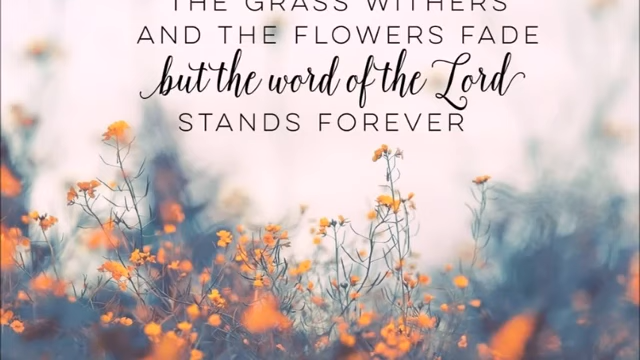 THE GRASS WITHERS
AND THE FLOWERS FADE
but the word of the Lord
STANDS FOREVER